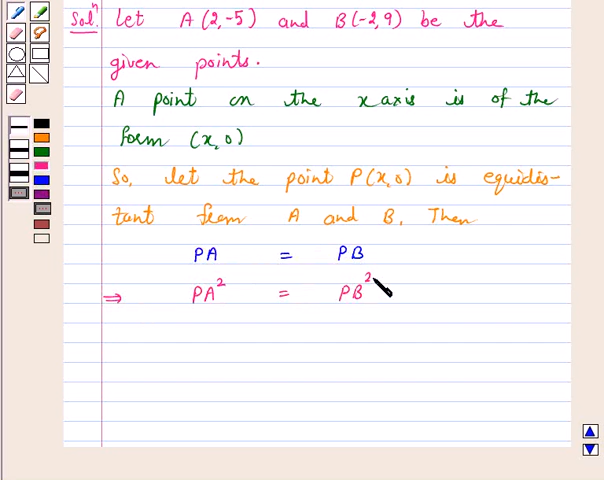 Solⁿ Let A(2,-5) and B(-2,9) be the
given points.
A point on the x axis is of the
form (x,0)
So, let the point P(x,0) is equidis-
tant from A and B. Then
PA = PB
⇒ PA² = PB²